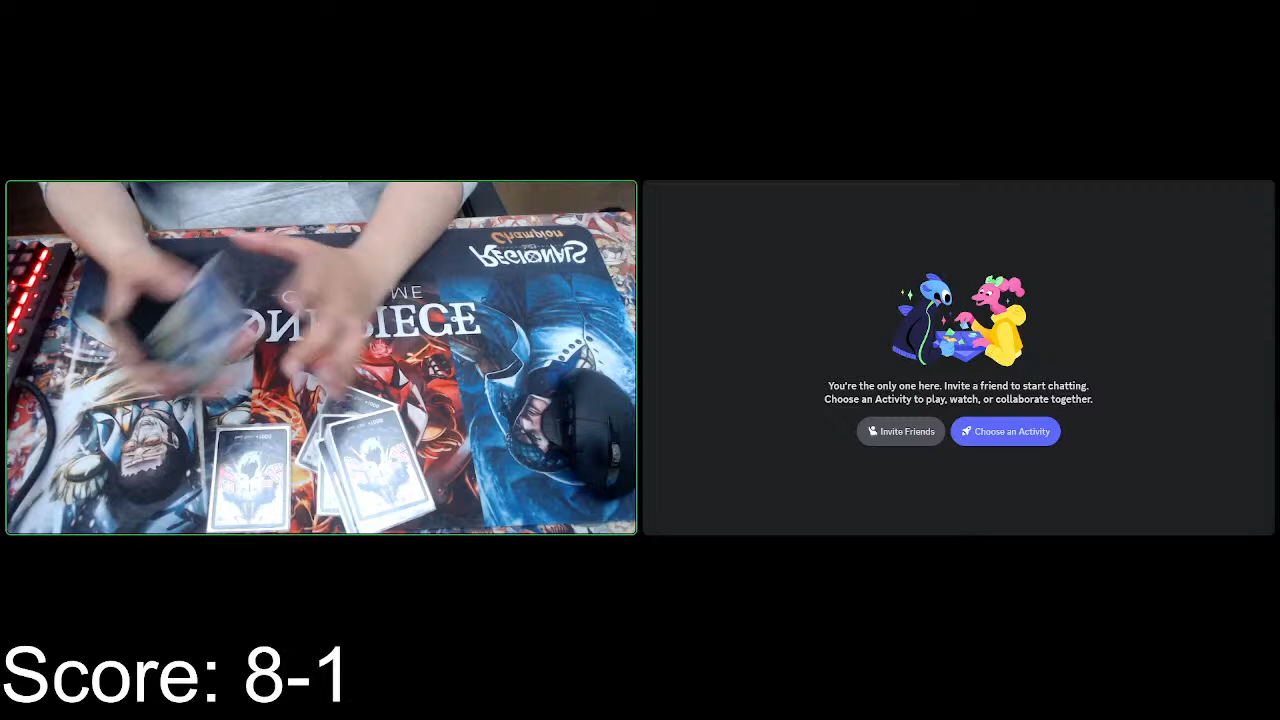 Champion
REGIONALS
ONE PIECE
You're the only one here. Invite a friend to start chatting.
Choose an Activity to play, watch, or collaborate together.
Invite Friends
Choose an Activity
Score: 8-1